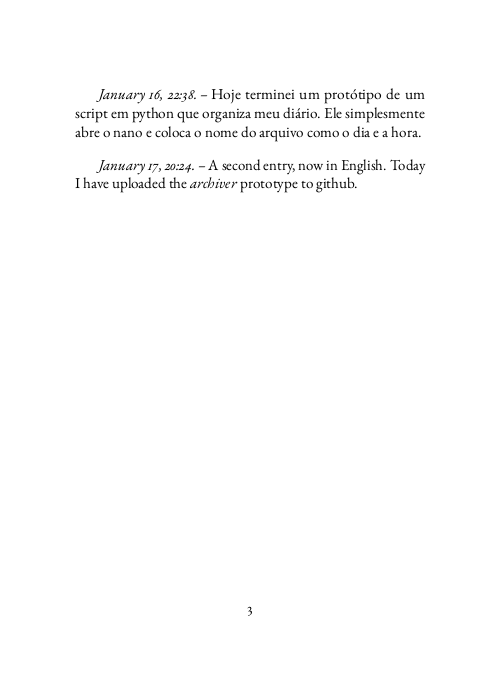 January 16, 22:38. – Hoje terminei um protótipo de um
script em python que organiza meu diário. Ele simplesmente
abre o nano e coloca o nome do arquivo como o dia e a hora.
January 17, 20:24. – A second entry, now in English. Today
I have uploaded the archiver prototype to github.
3